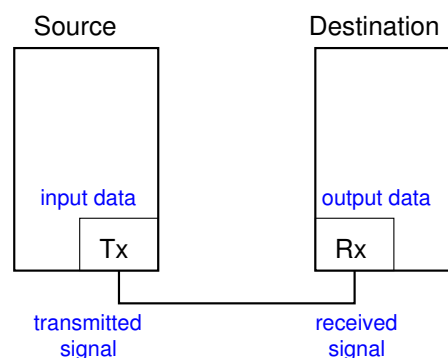 Source
Destination
input data
output data
Tx
Rx
transmitted
signal
received
signal